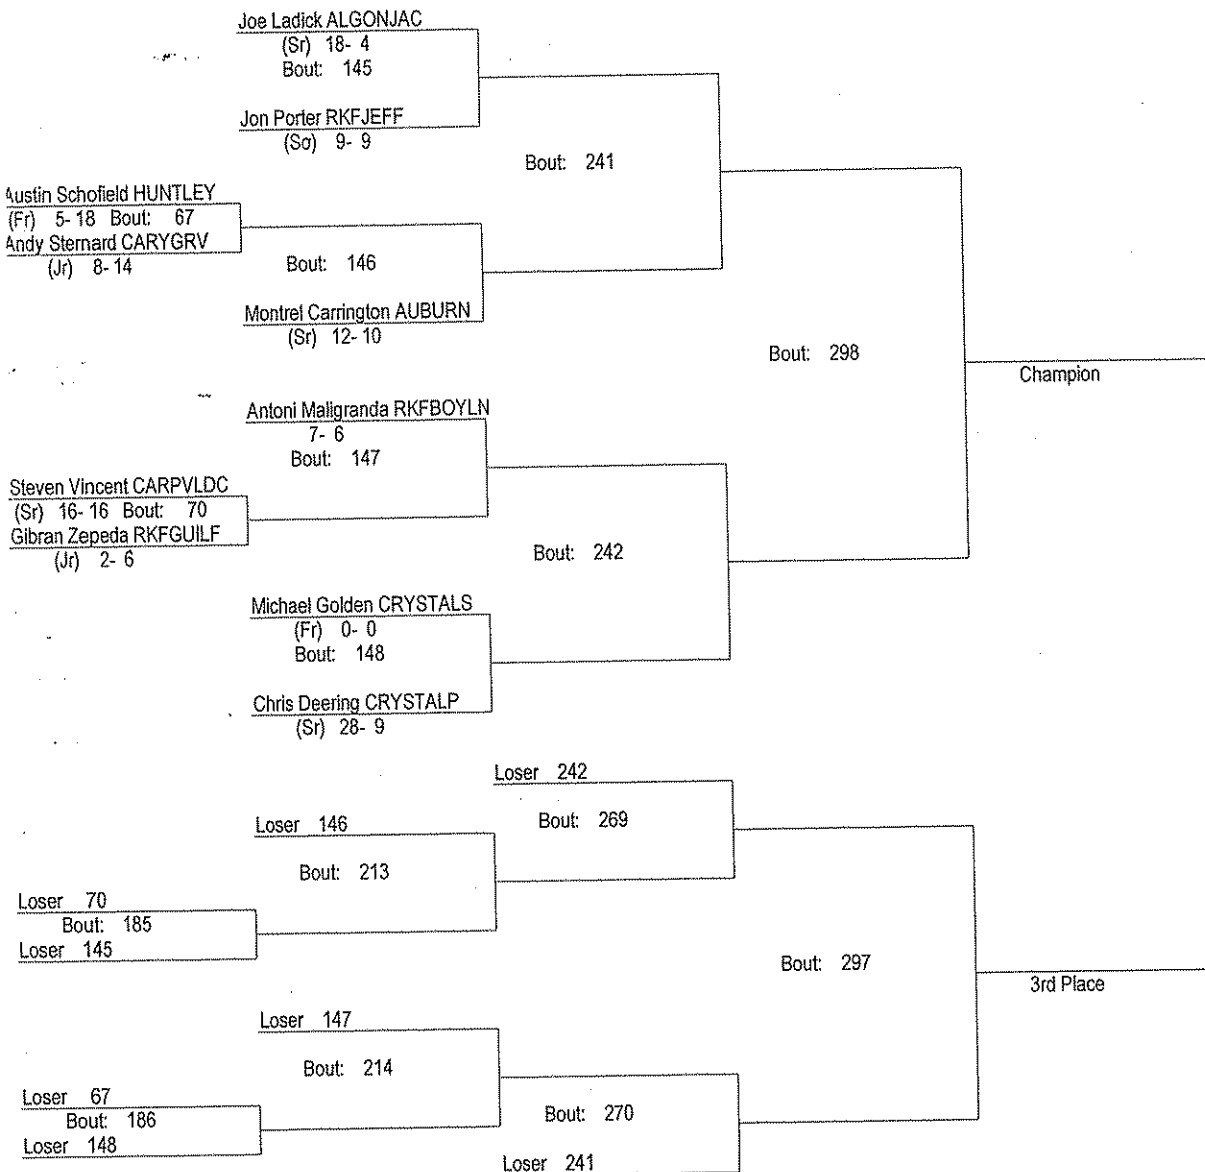 Joe Ladick ALGONJAC
(Sr) 18- 4
Bout: 145
Jon Porter RKFJEFF
(So) 9- 9
Bout: 241
Austin Schofield HUNTLEY
(Fr) 5- 18 Bout: 67
Andy Sternard CARYGRV
(Jr) 8- 14
Bout: 146
Montrel Carrington AUBURN
(Sr) 12- 10
Bout: 298
Champion
Antoni Maligranda RKFBOYLN
7- 6
Bout: 147
Steven Vincent CARPVLDC
(Sr) 16- 16 Bout: 70
Gibran Zepeda RKFGUILF
(Jr) 2- 6
Bout: 242
Michael Golden CRYSTALS
(Fr) 0- 0
Bout: 148
Chris Deering CRYSTALP
(Sr) 28- 9
Loser 242
Bout: 269
Loser 146
Bout: 213
Loser 70
Bout: 185
Loser 145
Bout: 297
3rd Place
Loser 147
Bout: 214
Loser 67
Bout: 186
Loser 148
Bout: 270
Loser 241